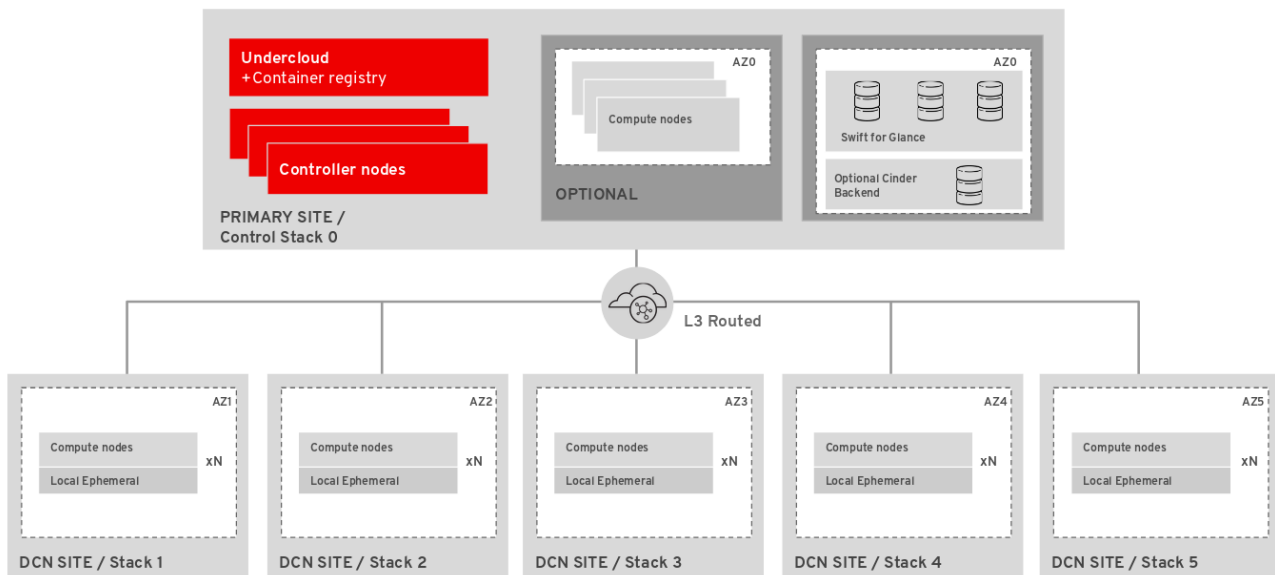 Undercloud
+Container registry
Controller nodes
PRIMARY SITE /
Control Stack 0
AZ0
Compute nodes
OPTIONAL
AZ0
Swift for Glance
Optional Cinder
Backend
L3 Routed
AZ1
Compute nodes
Local Ephemeral
xN
DCN SITE / Stack 1
AZ2
Compute nodes
Local Ephemeral
xN
DCN SITE / Stack 2
AZ3
Compute nodes
Local Ephemeral
xN
DCN SITE / Stack 3
AZ4
Compute nodes
Local Ephemeral
xN
DCN SITE / Stack 4
AZ5
Compute nodes
Local Ephemeral
xN
DCN SITE / Stack 5